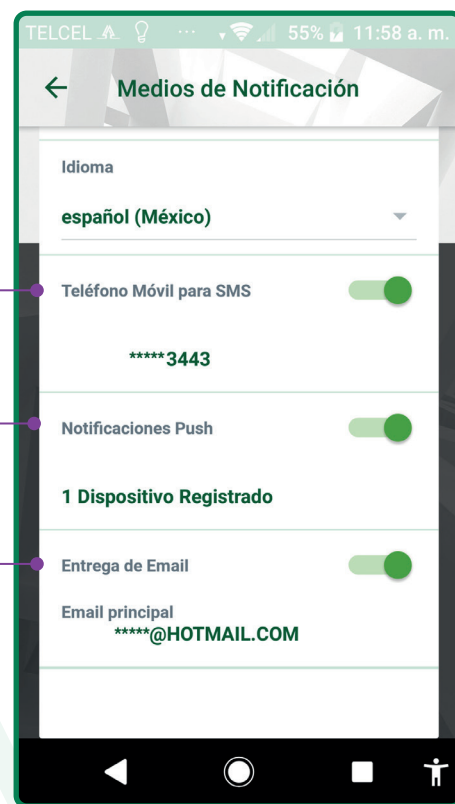 TELCEL ... 55% 11:58 a. m.
Medios de Notificación
Idioma
español (México)
Teléfono Móvil para SMS
*****3443
Notificaciones Push
1 Dispositivo Registrado
Entrega de Email
Email principal
*****@HOTMAIL.COM